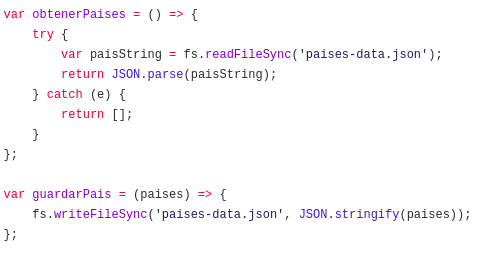 var obtenerPaises = () => {
    try {
        var paisString = fs.readFileSync('paises-data.json');
        return JSON.parse(paisString);
    } catch (e) {
        return [];
    }
};

var guardarPais = (paises) => {
    fs.writeFileSync('paises-data.json', JSON.stringify(paises));
};